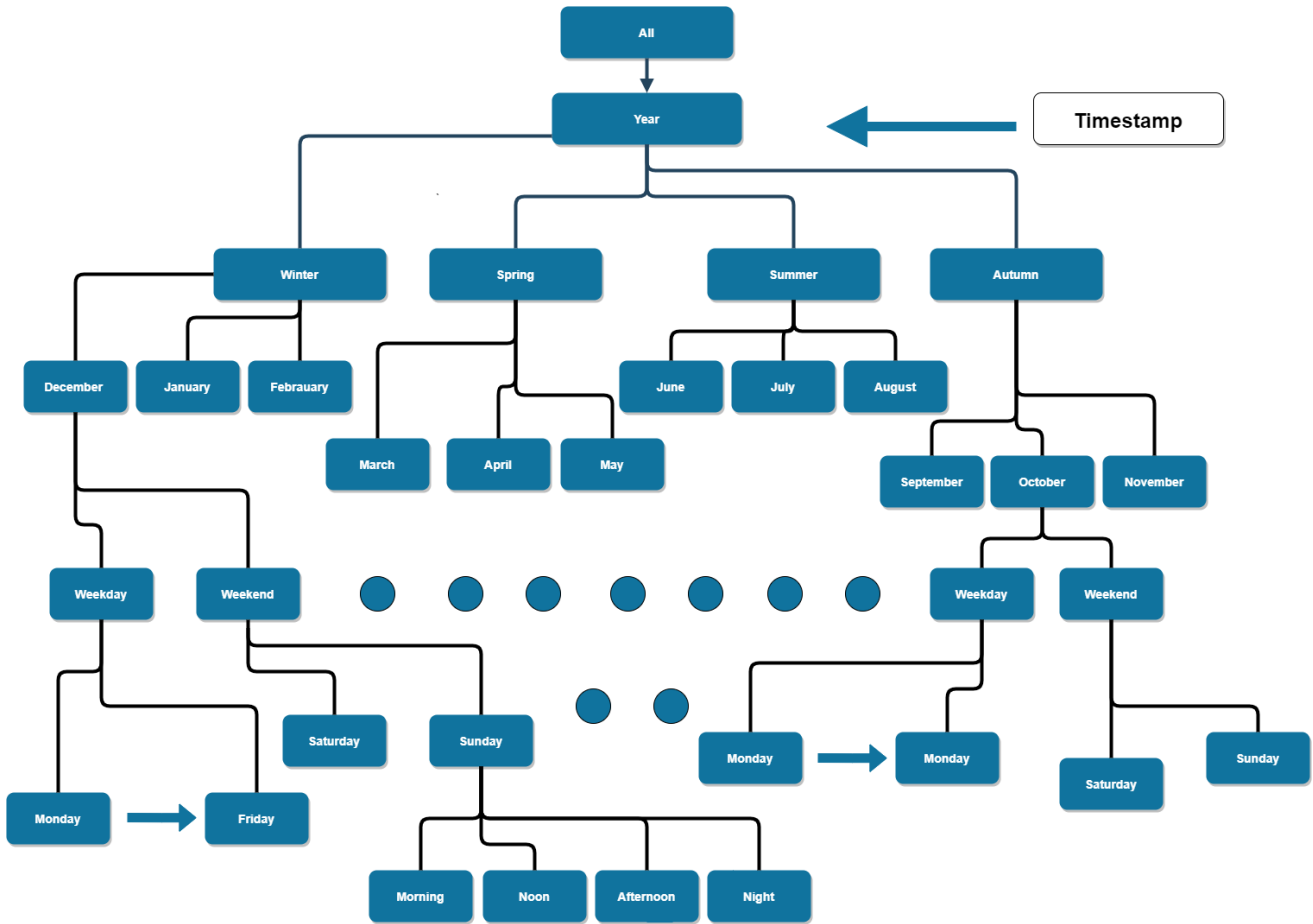 All
Year
Timestamp
Winter
Spring
Summer
Autumn
December
January
Febrauary
June
July
August
March
April
May
September
October
November
Weekday
Weekend
Weekday
Weekend
Saturday
Sunday
Monday
Monday
Saturday
Sunday
Monday
Friday
Morning
Noon
Afternoon
Night